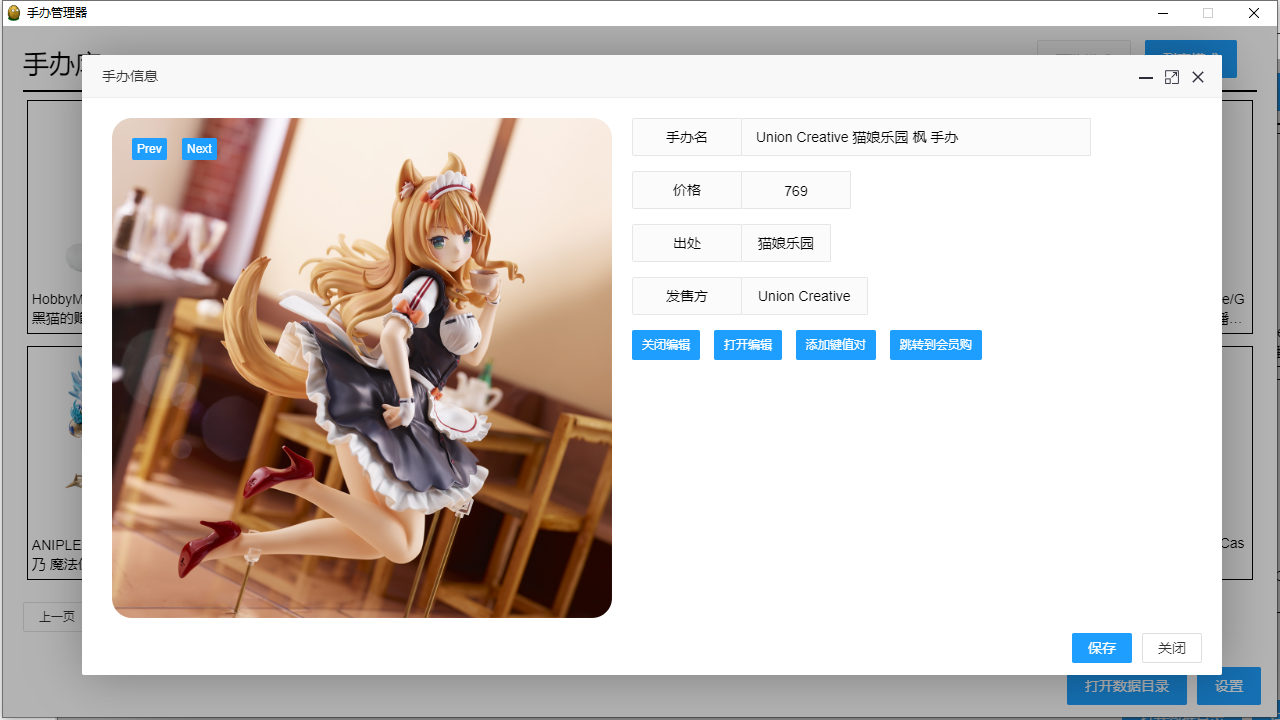 手办管理器
手办
手办信息
Prev Next
手办名 Union Creative 猫娘乐园 枫 手办
价格 769
出处 猫娘乐园
发售方 Union Creative
关闭编辑 打开编辑 添加键值对 跳转到会员购
HobbyM
黑猫的
e/G
ANIPLE
乃 魔法
Cas
上一页
保存 关闭
打开数据目录 设置